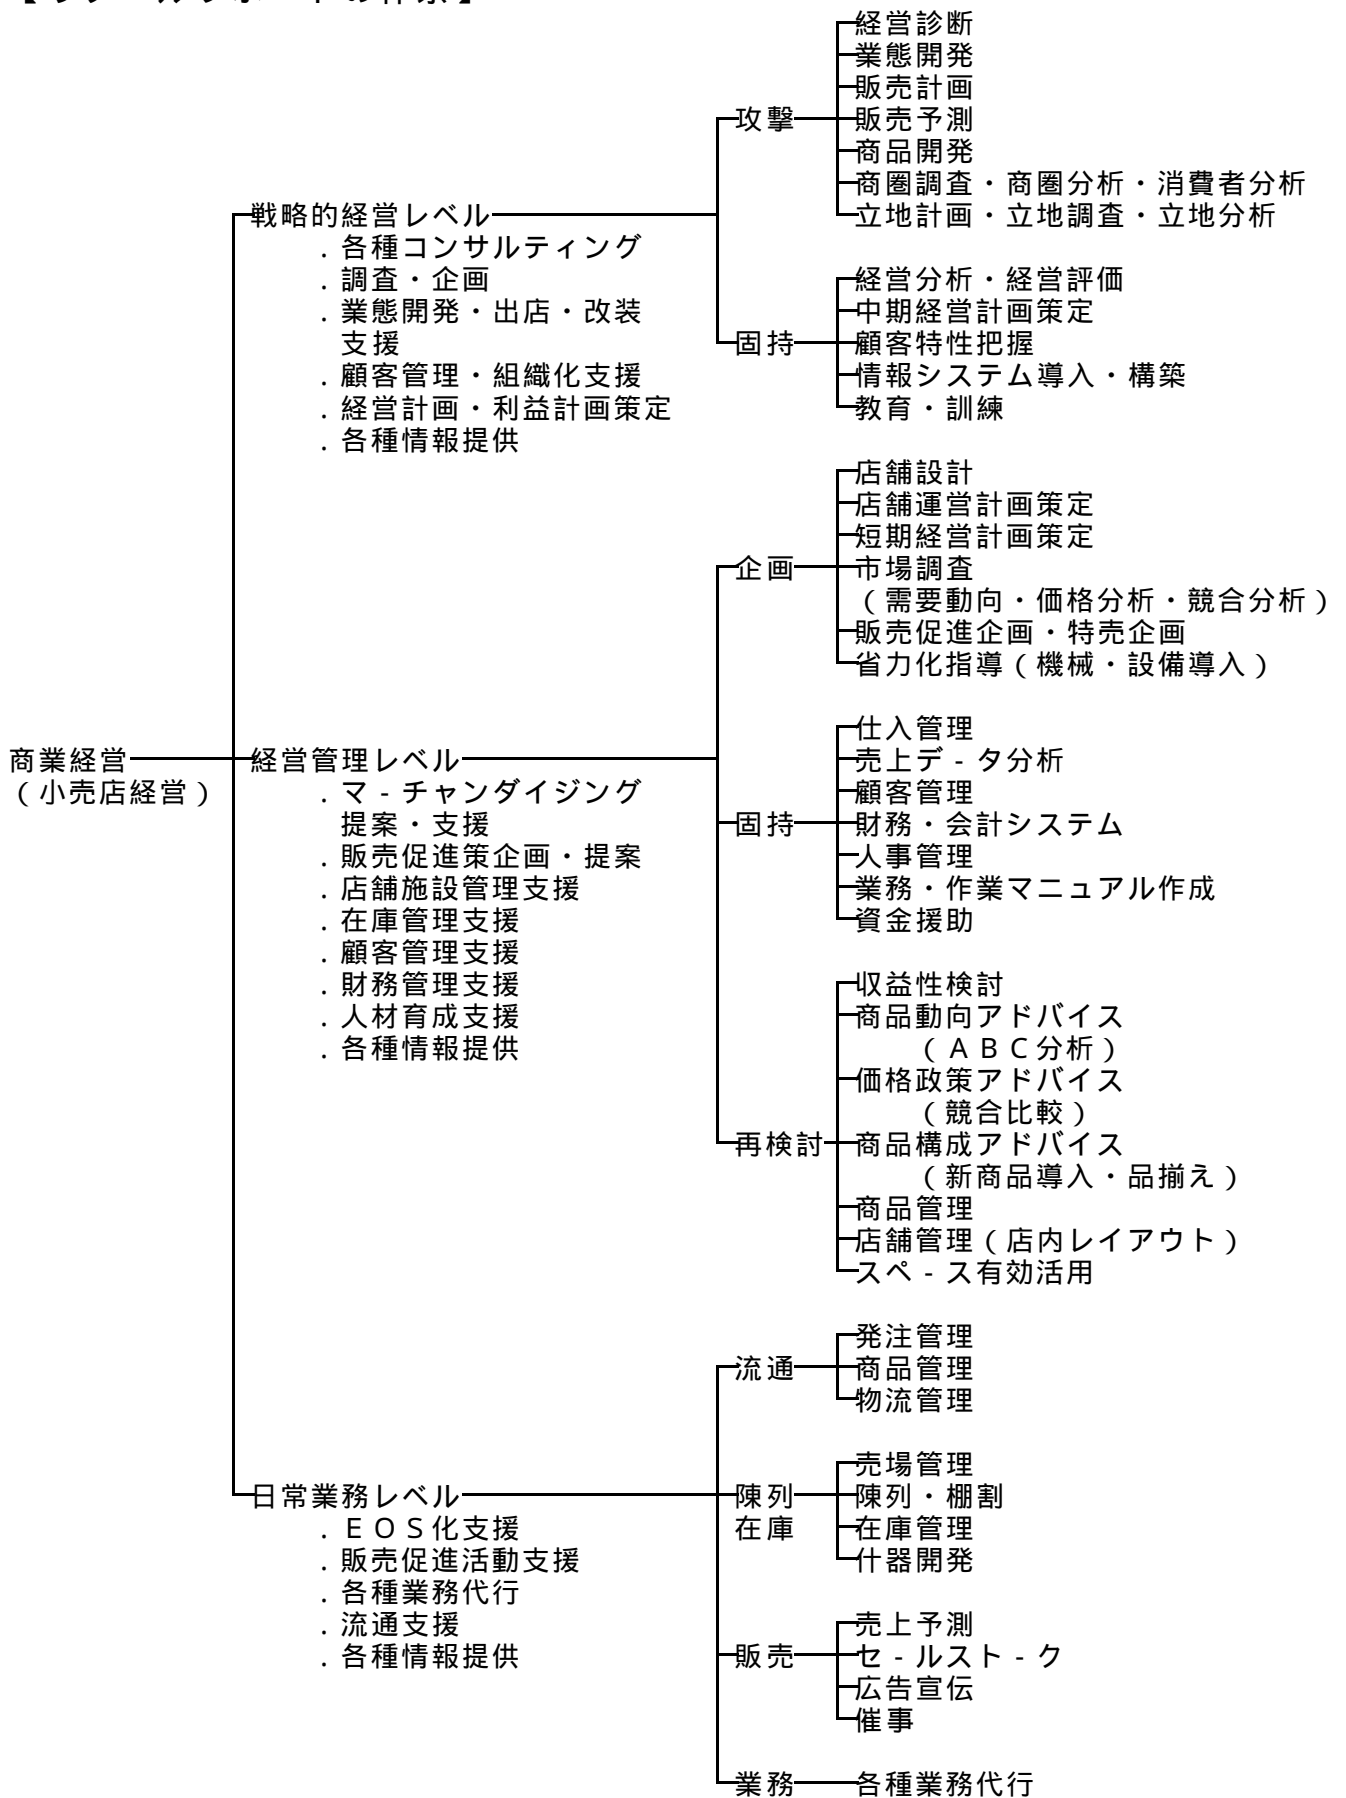 経営診断
業態開発
販売計画
攻撃
販売予測
商品開発
商圏調査・商圏分析・消費者分析
戦略的経営レベル
立地計画・立地調査・立地分析
．各種コンサルティング
．調査・企画
経営分析・経営評価
．業態開発・出店・改装
支援
中期経営計画策定
固持
顧客特性把握
．顧客管理・組織化支援
情報システム導入・構築
．経営計画・利益計画策定
教育・訓練
．各種情報提供
店舗設計
店舗運営計画策定
短期経営計画策定
企画
市場調査
（需要動向・価格分析・競合分析）
販売促進企画・特売企画
省力化指導（機械・設備導入）
仕入管理
商業経営
（小売店経営）
経営管理レベル
売上デ‐タ分析
．マ‐チャンダイジング
提案・支援
顧客管理
固持
財務・会計システム
．販売促進策企画・提案
人事管理
．店舗施設管理支援
業務・作業マニュアル作成
．在庫管理支援
資金援助
．顧客管理支援
．財務管理支援
収益性検討
．人材育成支援
商品動向アドバイス
（ＡＢＣ分析）
．各種情報提供
価格政策アドバイス
（競合比較）
再検討
商品構成アドバイス
（新商品導入・品揃え）
商品管理
店舗管理（店内レイアウト）
スペ‐ス有効活用
発注管理
流通
商品管理
物流管理
売場管理
日常業務レベル
陳列
在庫
陳列・棚割
．ＥＯＳ化支援
在庫管理
．販売促進活動支援
什器開発
．各種業務代行
．流通支援
売上予測
．各種情報提供
販売
セ‐ルスト‐ク
広告宣伝
催事
業務
各種業務代行